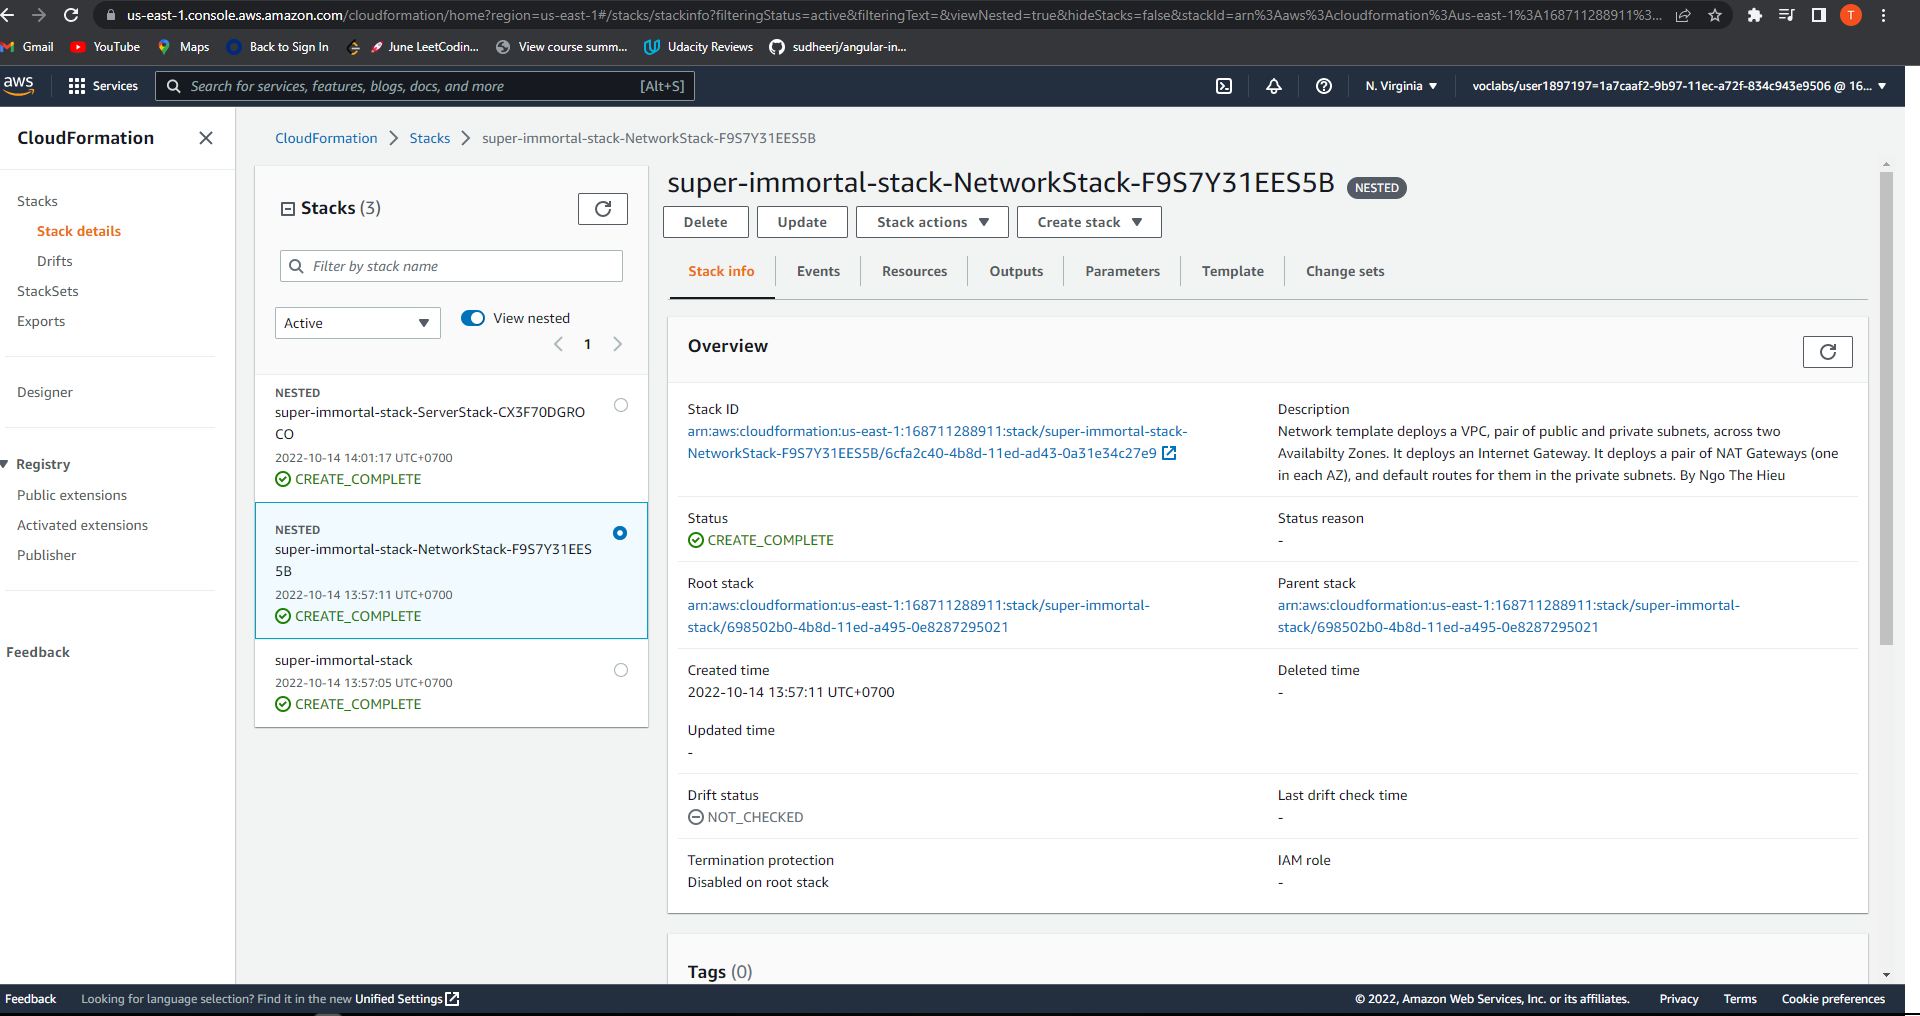 us-east-1.console.aws.amazon.com/cloudformation/home?region=us-east-1#/stacks/stackinfo?filteringStatus=active&filteringText=&viewNested=true&hideStacks=false&stackId=arn%3Aaws%3Acloudformation%3Aus-east-1%3A168711288911%3...
T
Gmail YouTube Maps Back to Sign In June LeetCodin... View course summ... Udacity Reviews sudheerj/angular-in...
aws Services Search for services, features, blogs, docs, and more [Alt+S] N. Virginia voclabs/user1897197=1a7caaf2-9b97-11ec-a72f-834c943e9506 @ 16...
CloudFormation
Stacks
Stack details
Drifts
StackSets
Exports
Designer
Registry
Public extensions
Activated extensions
Publisher
Feedback
CloudFormation Stacks super-immortal-stack-NetworkStack-F9S7Y31EES5B
Stacks (3)
Filter by stack name
Active View nested
1
NESTED
super-immortal-stack-ServerStack-CX3F70DGRO
CO
2022-10-14 14:01:17 UTC+0700
CREATE_COMPLETE
NESTED
super-immortal-stack-NetworkStack-F9S7Y31EES
5B
2022-10-14 13:57:11 UTC+0700
CREATE_COMPLETE
super-immortal-stack
2022-10-14 13:57:05 UTC+0700
CREATE_COMPLETE
super-immortal-stack-NetworkStack-F9S7Y31EES5B NESTED
Delete Update Stack actions Create stack
Stack info Events Resources Outputs Parameters Template Change sets
Overview
Stack ID
arn:aws:cloudformation:us-east-1:168711288911:stack/super-immortal-stack-
NetworkStack-F9S7Y31EES5B/6cfa2c40-4b8d-11ed-ad43-0a31e34c27e9
Description
Network template deploys a VPC, pair of public and private subnets, across two
Availabilty Zones. It deploys an Internet Gateway. It deploys a pair of NAT Gateways (one
in each AZ), and default routes for them in the private subnets. By Ngo The Hieu
Status
CREATE_COMPLETE
Status reason
-
Root stack
arn:aws:cloudformation:us-east-1:168711288911:stack/super-immortal-
stack/698502b0-4b8d-11ed-a495-0e8287295021
Parent stack
arn:aws:cloudformation:us-east-1:168711288911:stack/super-immortal-
stack/698502b0-4b8d-11ed-a495-0e8287295021
Created time
2022-10-14 13:57:11 UTC+0700
Deleted time
-
Updated time
-
Drift status
NOT_CHECKED
Last drift check time
-
Termination protection
Disabled on root stack
IAM role
-
Tags (0)
Feedback Looking for language selection? Find it in the new Unified Settings © 2022, Amazon Web Services, Inc. or its affiliates. Privacy Terms Cookie preferences